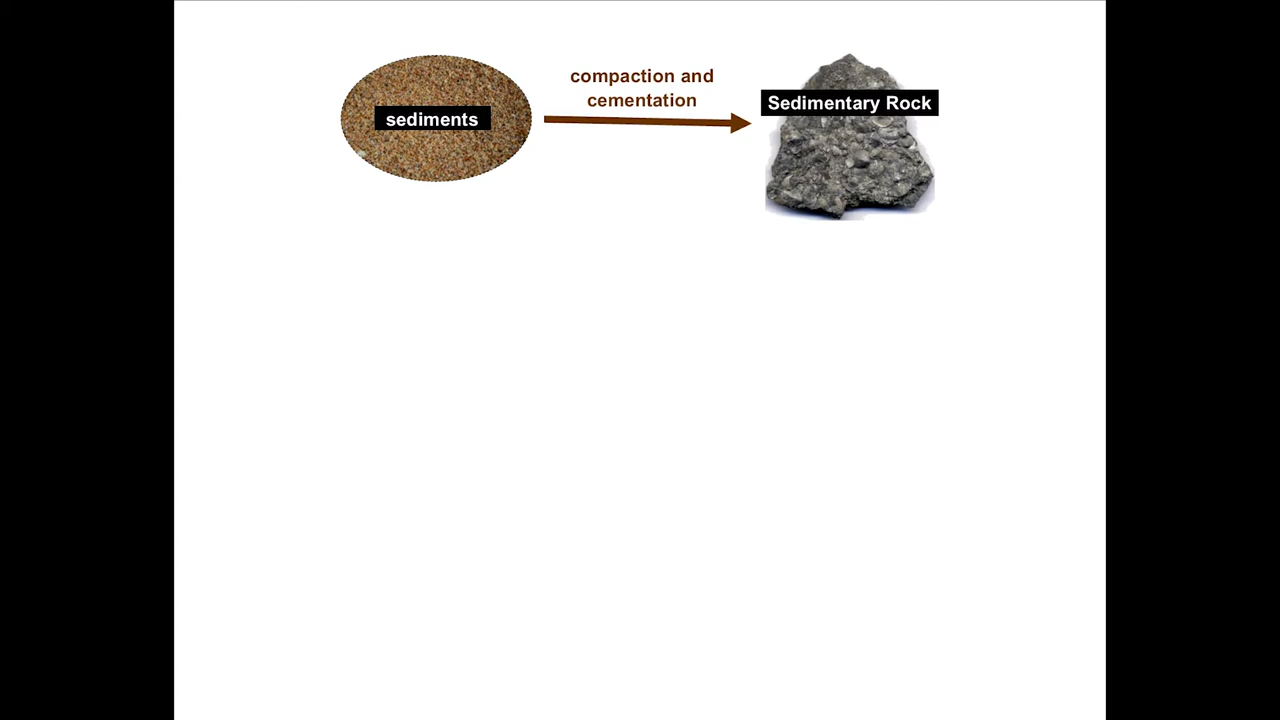 sediments
compaction and
cementation
Sedimentary Rock